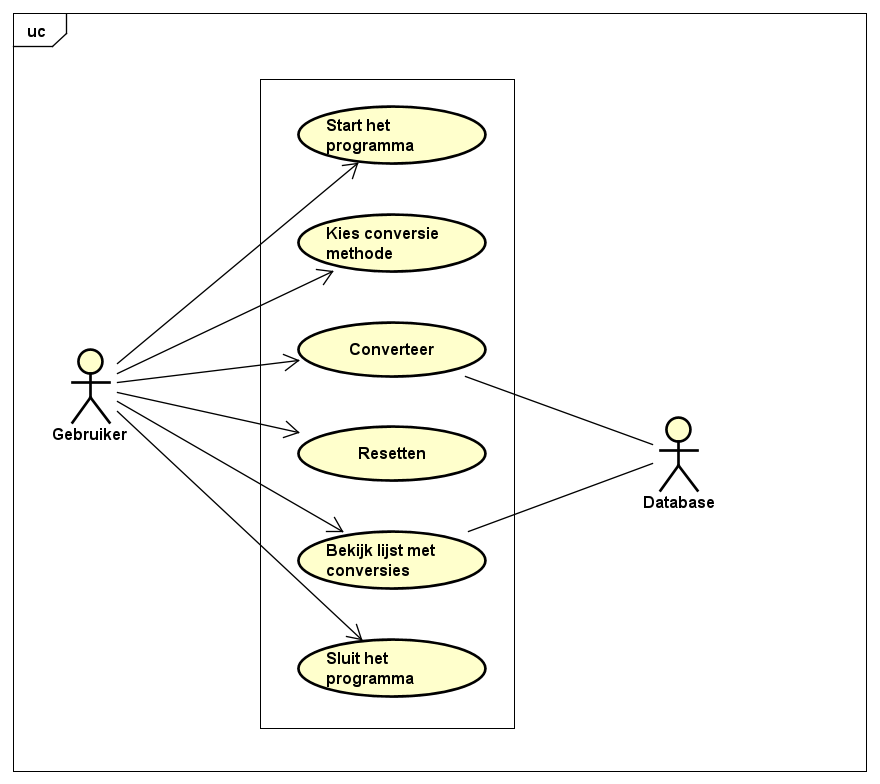 uc
Start het
programma
Kies conversie
methode
Converteer
Gebruiker
Resetten
Database
Bekijk lijst met
conversies
Sluit het
programma